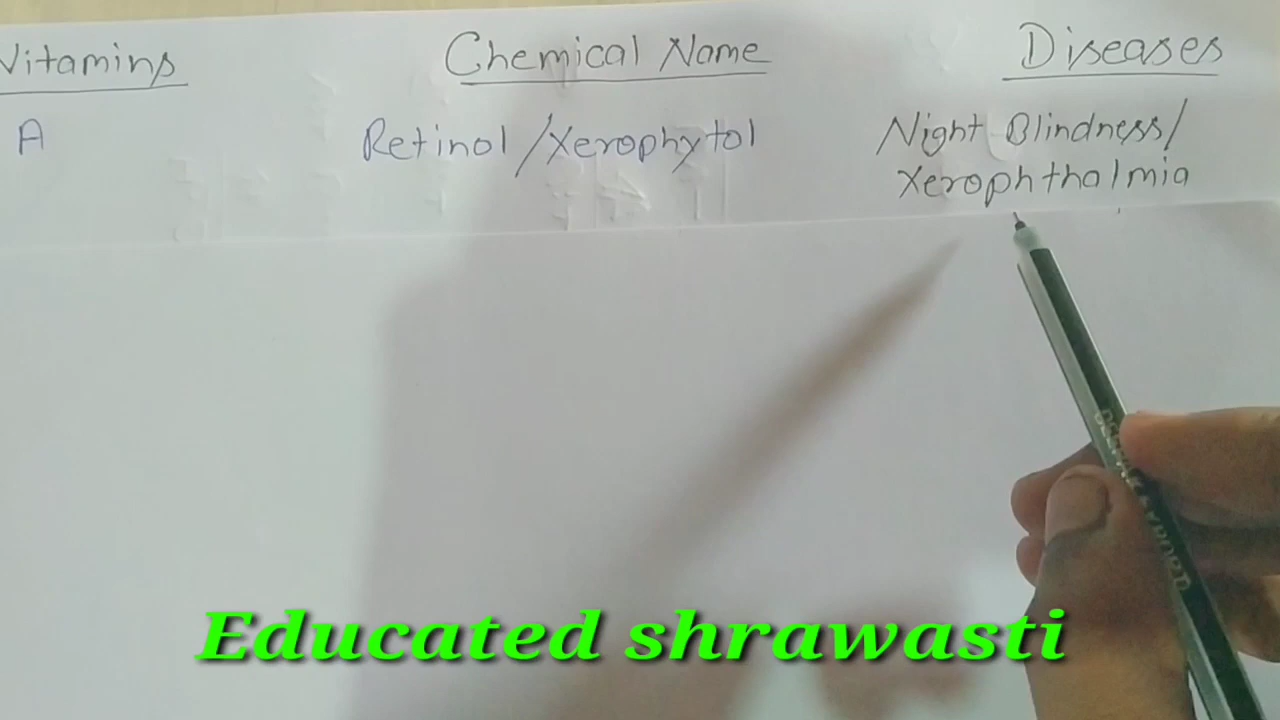 Vitamins Chemical Name Diseases
A Retinol/Xerophytol Night Blindness/
Xerophthalmia
Educated shrawasti